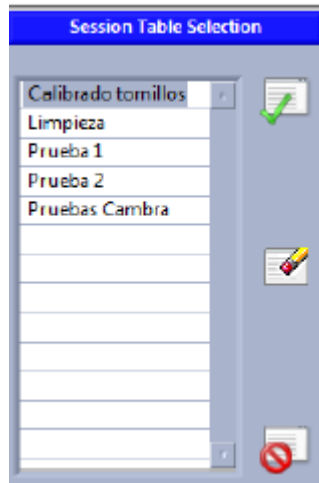 Session Table Selection
Calibrado tornillos
Limpieza
Prueba 1
Prueba 2
Pruebas Cambra